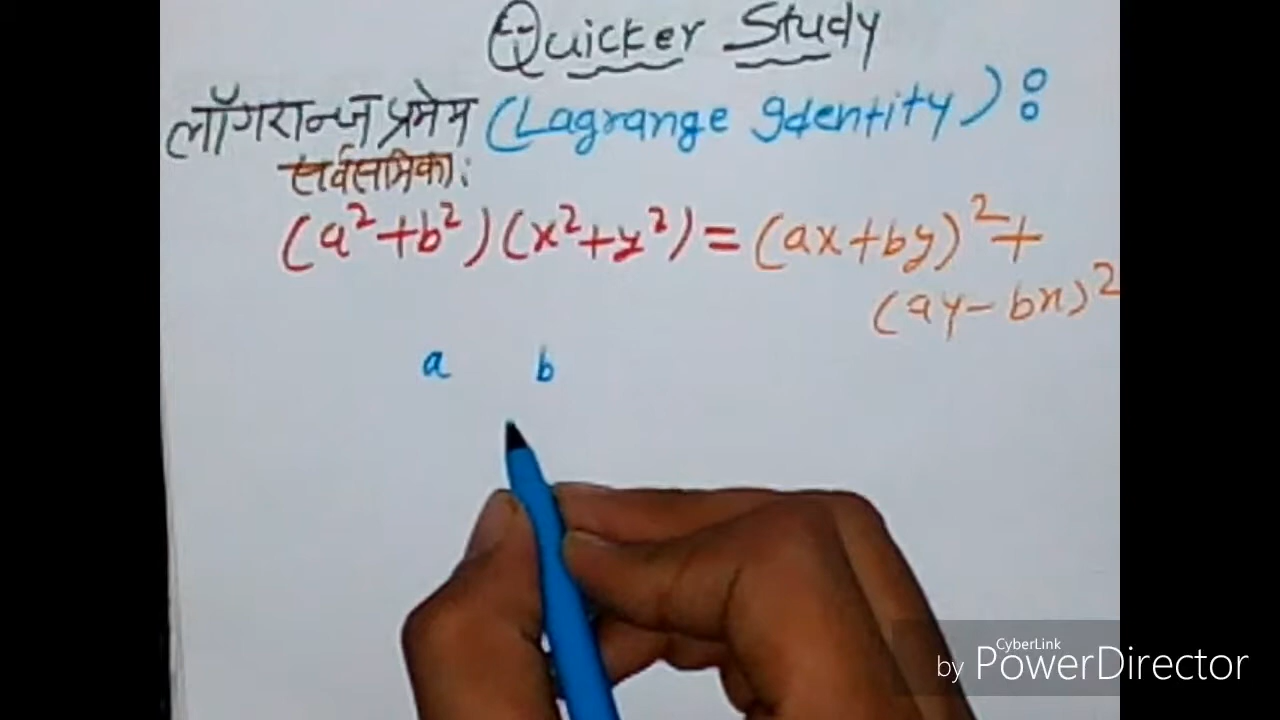 Quicker Study
लॉगरान्ज प्रमेय (Lagrange Identity) :
सर्वसमिका:
(a²+b²)(x²+y²)=(ax+by)²+
(ay-bx)²
a b
CyberLink
by PowerDirector